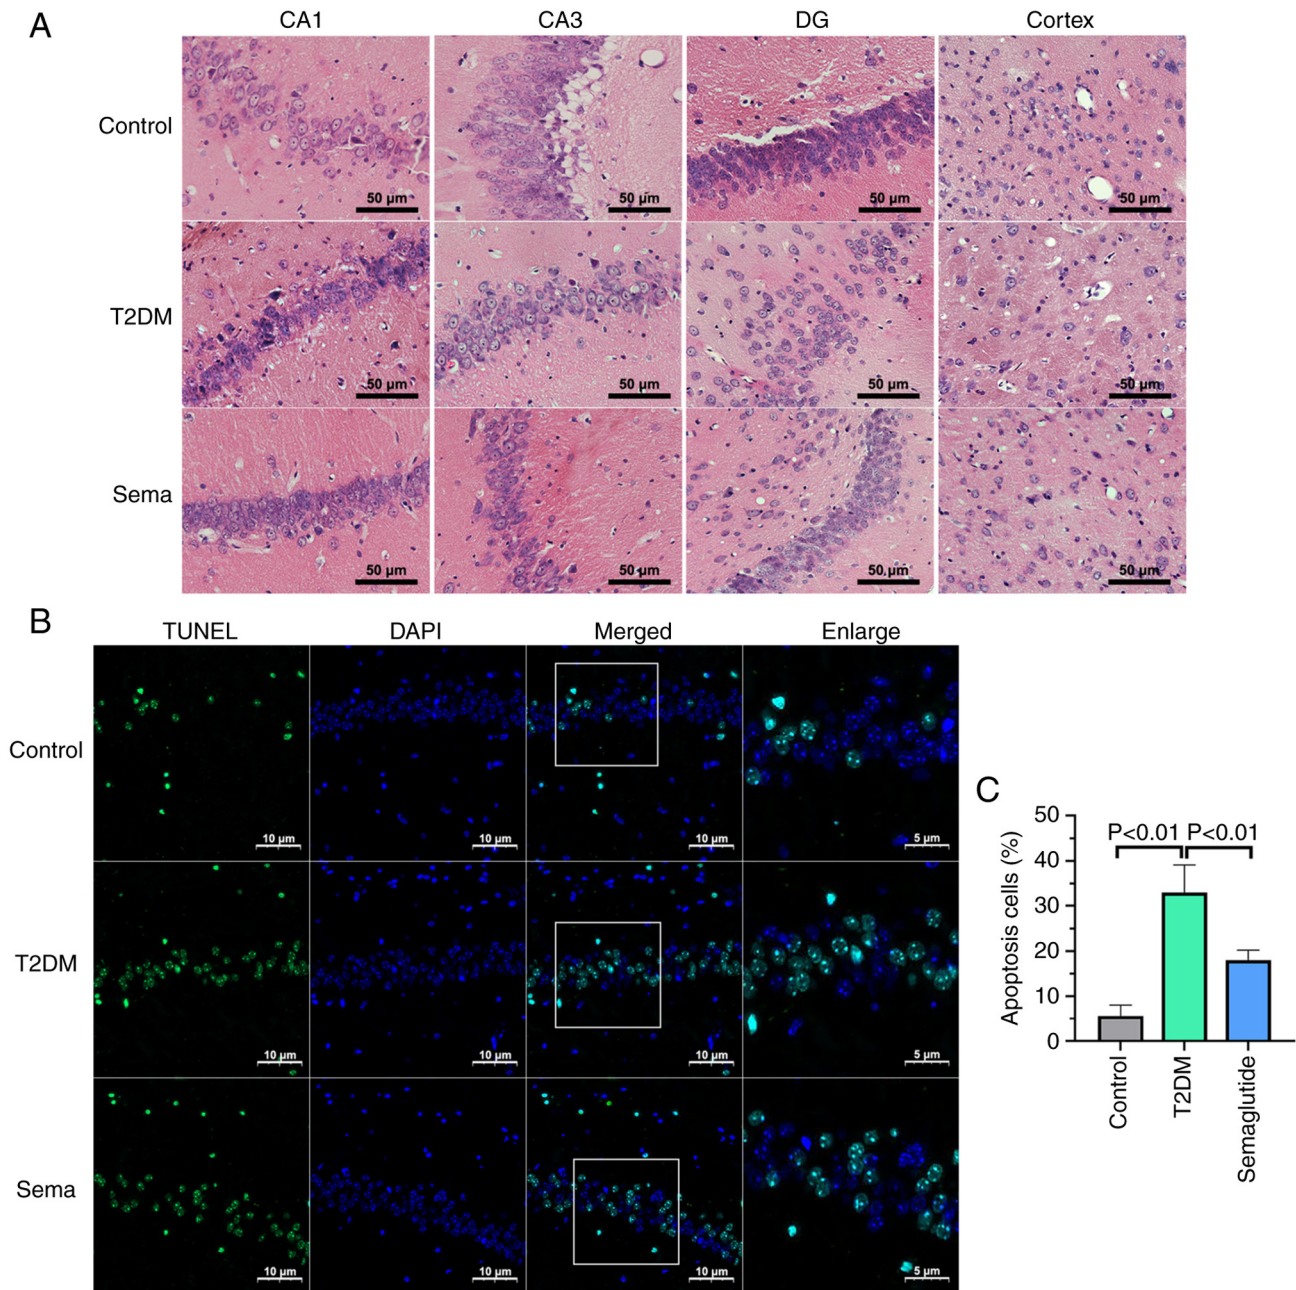 A
CA1 CA3 DG Cortex
Control
50 µm 50 µm 50 µm 50 µm
T2DM
50 µm 50 µm 50 µm 50 µm
Sema
50 µm 50 µm 50 µm 50 µm
B
TUNEL DAPI Merged Enlarge
Control
10 µm 10 µm 10 µm 5 µm
T2DM
10 µm 10 µm 10 µm 5 µm
Sema
10 µm 10 µm 10 µm 5 µm
C
Apoptosis cells (%)
50
40
30
20
10
0
P<0.01 P<0.01
Control
T2DM
Semaglutide